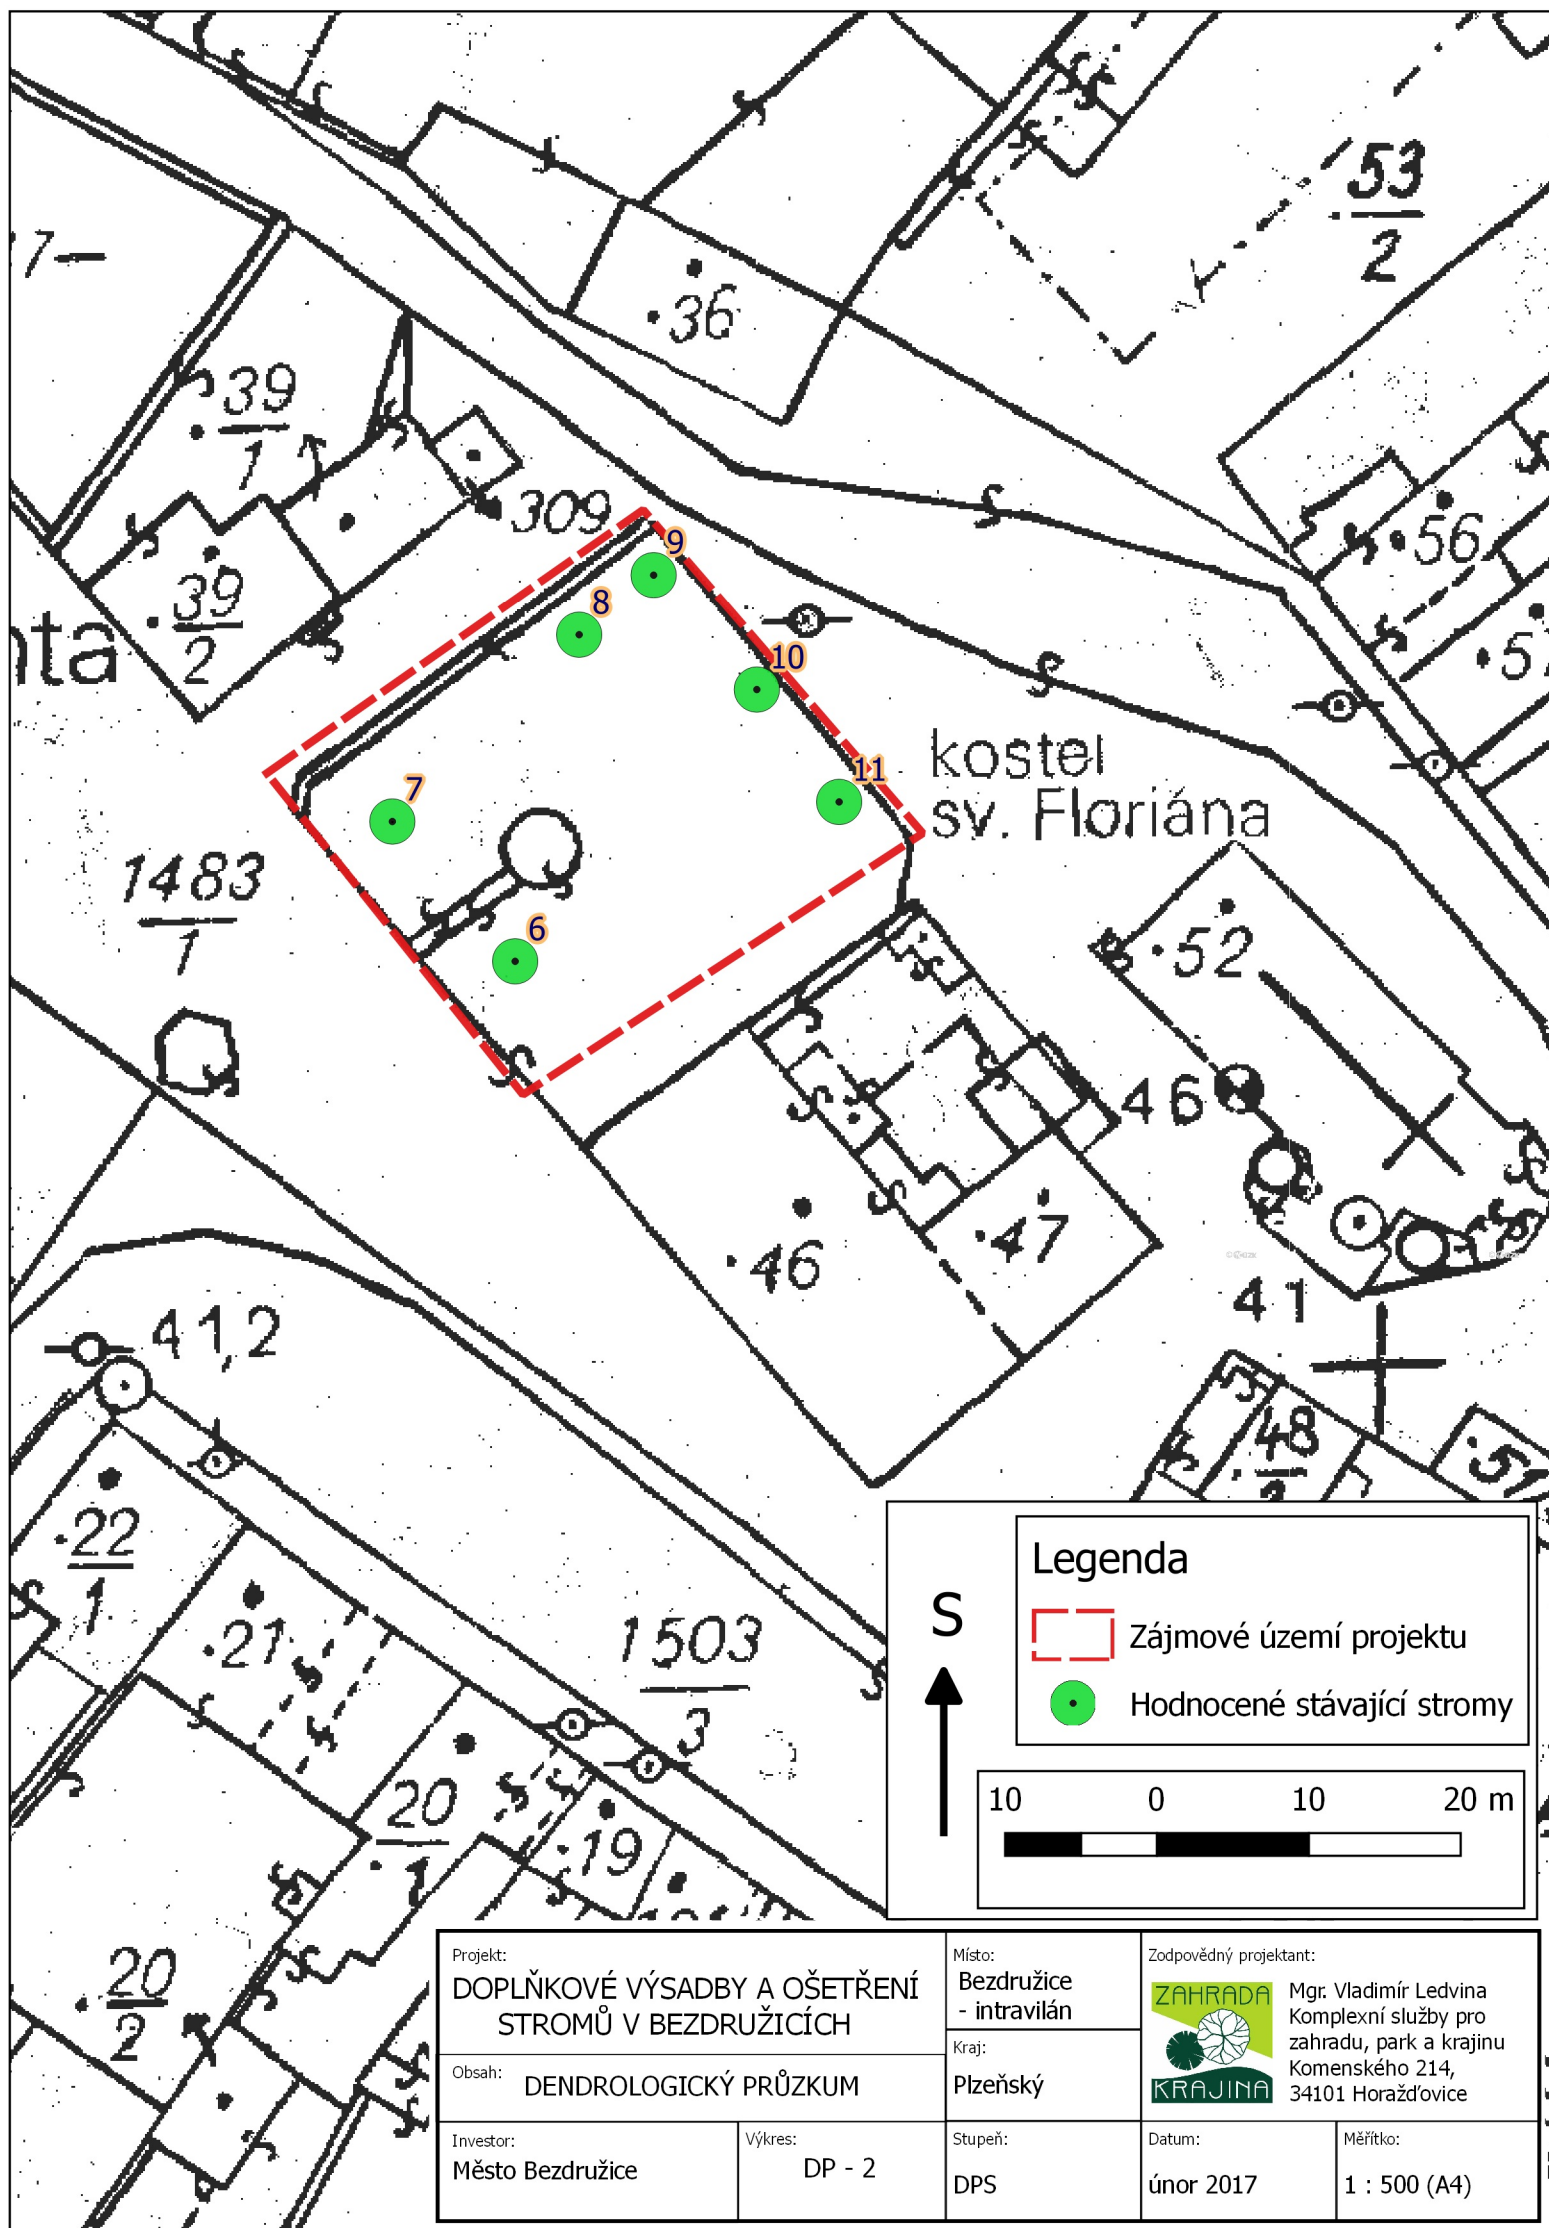 53
2
7
36
39
1
309
56
39
2
nta
9
8
10
7
11
kostel
sv. Floriána
1483
1
6
52
46
47
46
41
41,2
48
51
22
1
21
1503
3
20
1
19
20
2
Legenda
S
Zájmové území projektu
Hodnocené stávající stromy
10 0 10 20 m
Projekt:
DOPLŇKOVÉ VÝSADBY A OŠETŘENÍ
STROMŮ V BEZDRUŽICÍCH
Obsah: DENDROLOGICKÝ PRŮZKUM
Investor:
Město Bezdružice
Výkres:
DP - 2
Místo:
Bezdružice
- intravilán
Kraj:
Plzeňský
Stupeň:
DPS
Zodpovědný projektant:
ZAHRADA
KRAJINA
Mgr. Vladimír Ledvina
Komplexní služby pro
zahradu, park a krajinu
Komenského 214,
34101 Horažďovice
Datum:
únor 2017
Měřítko:
1 : 500 (A4)